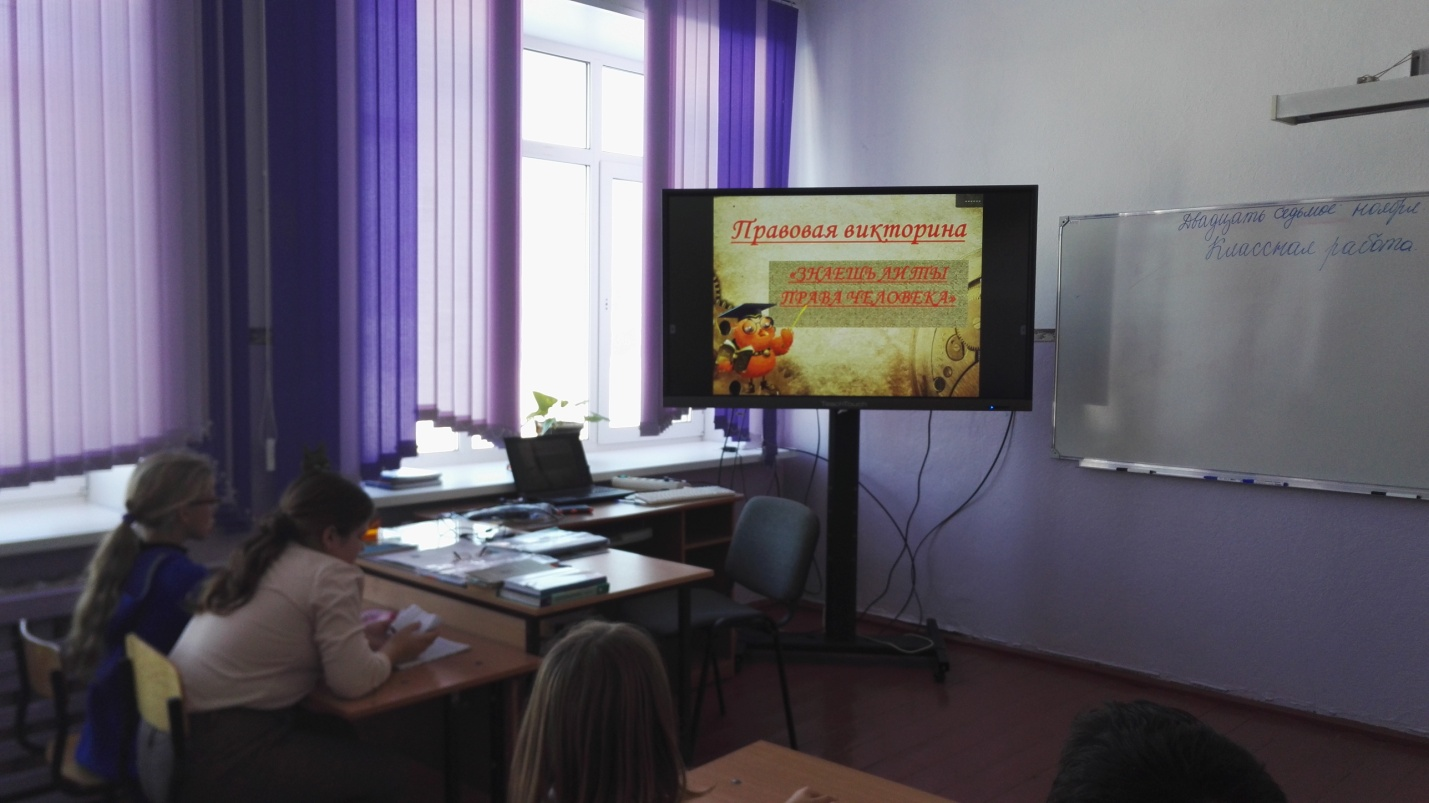 Правовая викторина
«ЗНАЕШЬ ЛИ ТЫ
ПРАВА ЧЕЛОВЕКА»
Двадцать седьмое ноября.
Классная работа.